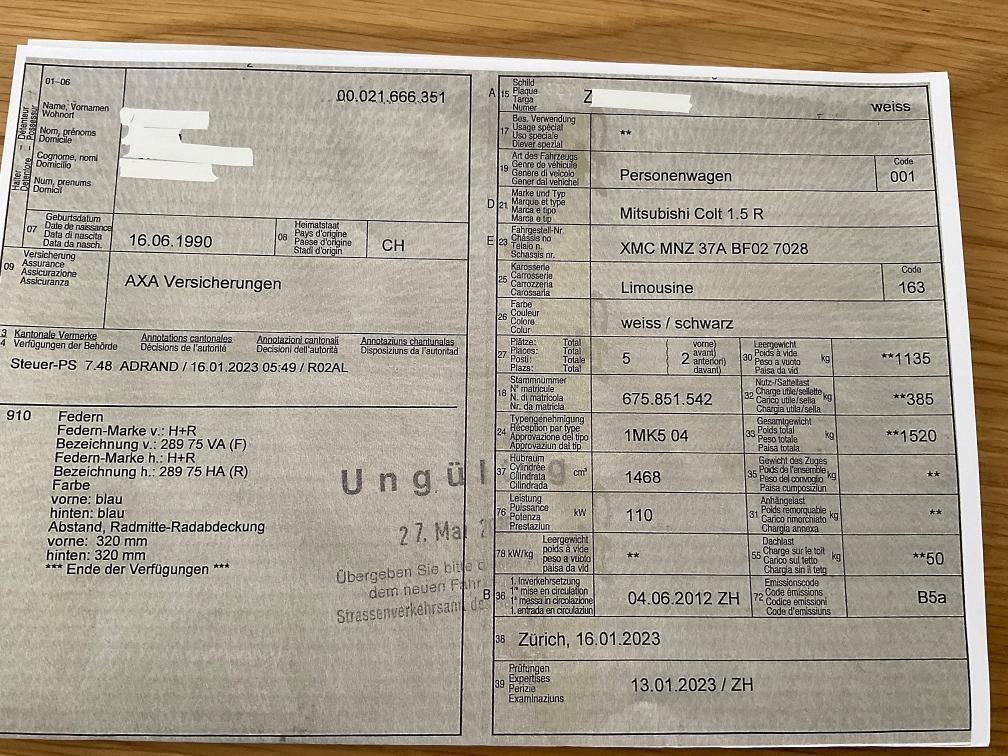 01–06
Name, Vornamen
Wohnort
Nom, prénoms
Domicile
Cognome, nomi
Domicilio
Num, prenums
Domicil
00.021.666.351
07
Geburtsdatum
Date de naissance
Data di nascita
Data da nasch.
16.06.1990
08
Heimatstaat
Pays d'origine
Paese d'origine
Stadi d'origin
CH
09
Versicherung
Assurance
Assicurazione
Assicuranza
AXA Versicherungen
Kantonale Vermerke Annotations cantonales Annotazioni cantonali Annotaziuns chantunalas
Verfügungen der Behörde Décisions de l'autorité Decisioni dell'autorità Disposiziuns da l'autoritad
Steuer-PS 7.48 ADRAND / 16.01.2023 05:49 / R02AL
910 Federn
Federn-Marke v.: H+R
Bezeichnung v.: 289 75 VA (F)
Federn-Marke h.: H+R
Bezeichnung h.: 289 75 HA (R)
Farbe
vorne: blau
hinten: blau
Abstand, Radmitte-Radabdeckung
vorne: 320 mm
hinten: 320 mm
*** Ende der Verfügungen ***
Ungül g
27. Mai
Übergeben Sie bitte d
dem neuen Fahr
Strassenverkehrsamt des
A 15
Schild
Plaque
Targa
Numer
Z
weiss
17
Bes. Verwendung
Usage spécial
Uso speciale
Diever spezial
**
19
Art des Fahrzeugs
Genre de véhicule
Genere di veicolo
Gener dal vehichel
Personenwagen
Code
001
D 21
Marke und Typ
Marque et type
Marca e tipo
Marca e tip
Mitsubishi Colt 1.5 R
E 23
Fahrgestell-Nr.
Châssis no
Telaio n.
Schassis nr.
XMC MNZ 37A BF02 7028
25
Karosserie
Carrosserie
Carrozzeria
Carossaria
Limousine
Code
163
26
Farbe
Couleur
Colore
Colur
weiss / schwarz
27
Plätze: Total
Places: Total
Posti: Totale
Plazs: Total
5
2
vorne)
avant)
anteriori)
davant)
30
Leergewicht
Poids à vide
Peso a vuoto
Paisa da vid
kg
**1135
18
Stammnummer
N° matricule
N. di matricola
Nr. da matricla
675.851.542
32
Nutz-/Sattellast
Charge utile/sellette
Carico utile/sella
Chargia utila/sella
kg
**385
24
Typengenehmigung
Réception par type
Approvazione del tipo
Approvaziun dal tip
1MK5 04
33
Gesamtgewicht
Poids total
Peso totale
Paisa totala
kg
**1520
37
Hubraum
Cylindrée
Cilindrata
Cilindrada
cm³
1468
35
Gewicht des Zuges
Poids de l'ensemble
Peso del convoglio
Paisa cumposiziun
kg
**
76
Leistung
Puissance
Potenza
Prestaziun
kW
110
31
Anhängelast
Poids remorquable
Carico rimorchiato
Chargia annexa
kg
**
78 kW/kg
Leergewicht
poids à vide
peso a vuoto
paisa da vid
**
55
Dachlast
Charge sur le toit
Carico sul tetto
Chargia sin il tetg
kg
**50
B 36
1. Inverkehrsetzung
1re mise en circulation
1a messa in circolazione
1. entrada en circulaziun
04.06.2012 ZH
72
Emissionscode
Code émissions
Codice emissioni
Code d'emissiuns
B5a
38
Zürich, 16.01.2023
39
Prüfungen
Expertises
Perizie
Examinaziuns
13.01.2023 / ZH